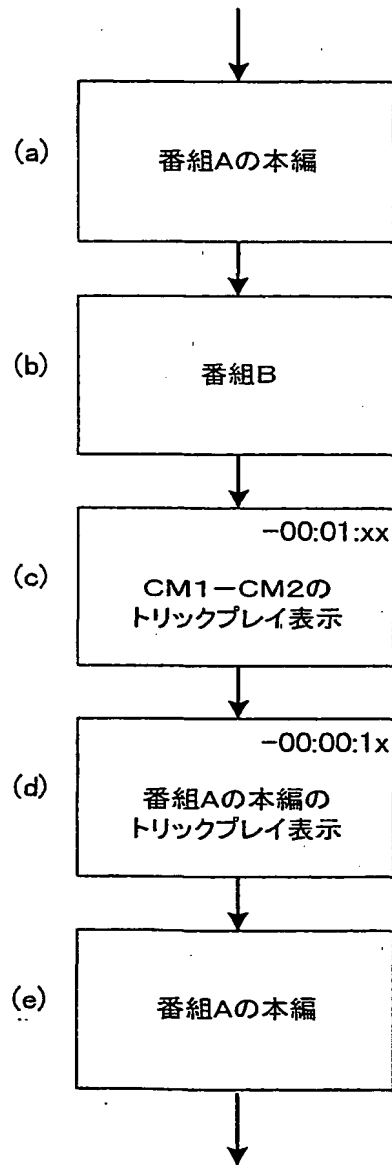 (a)
番組Aの本編
(b)
番組B
(c)
-00:01:xx
CM1-CM2の
トリックプレイ表示
(d)
-00:00:1x
番組Aの本編の
トリックプレイ表示
(e)
番組Aの本編